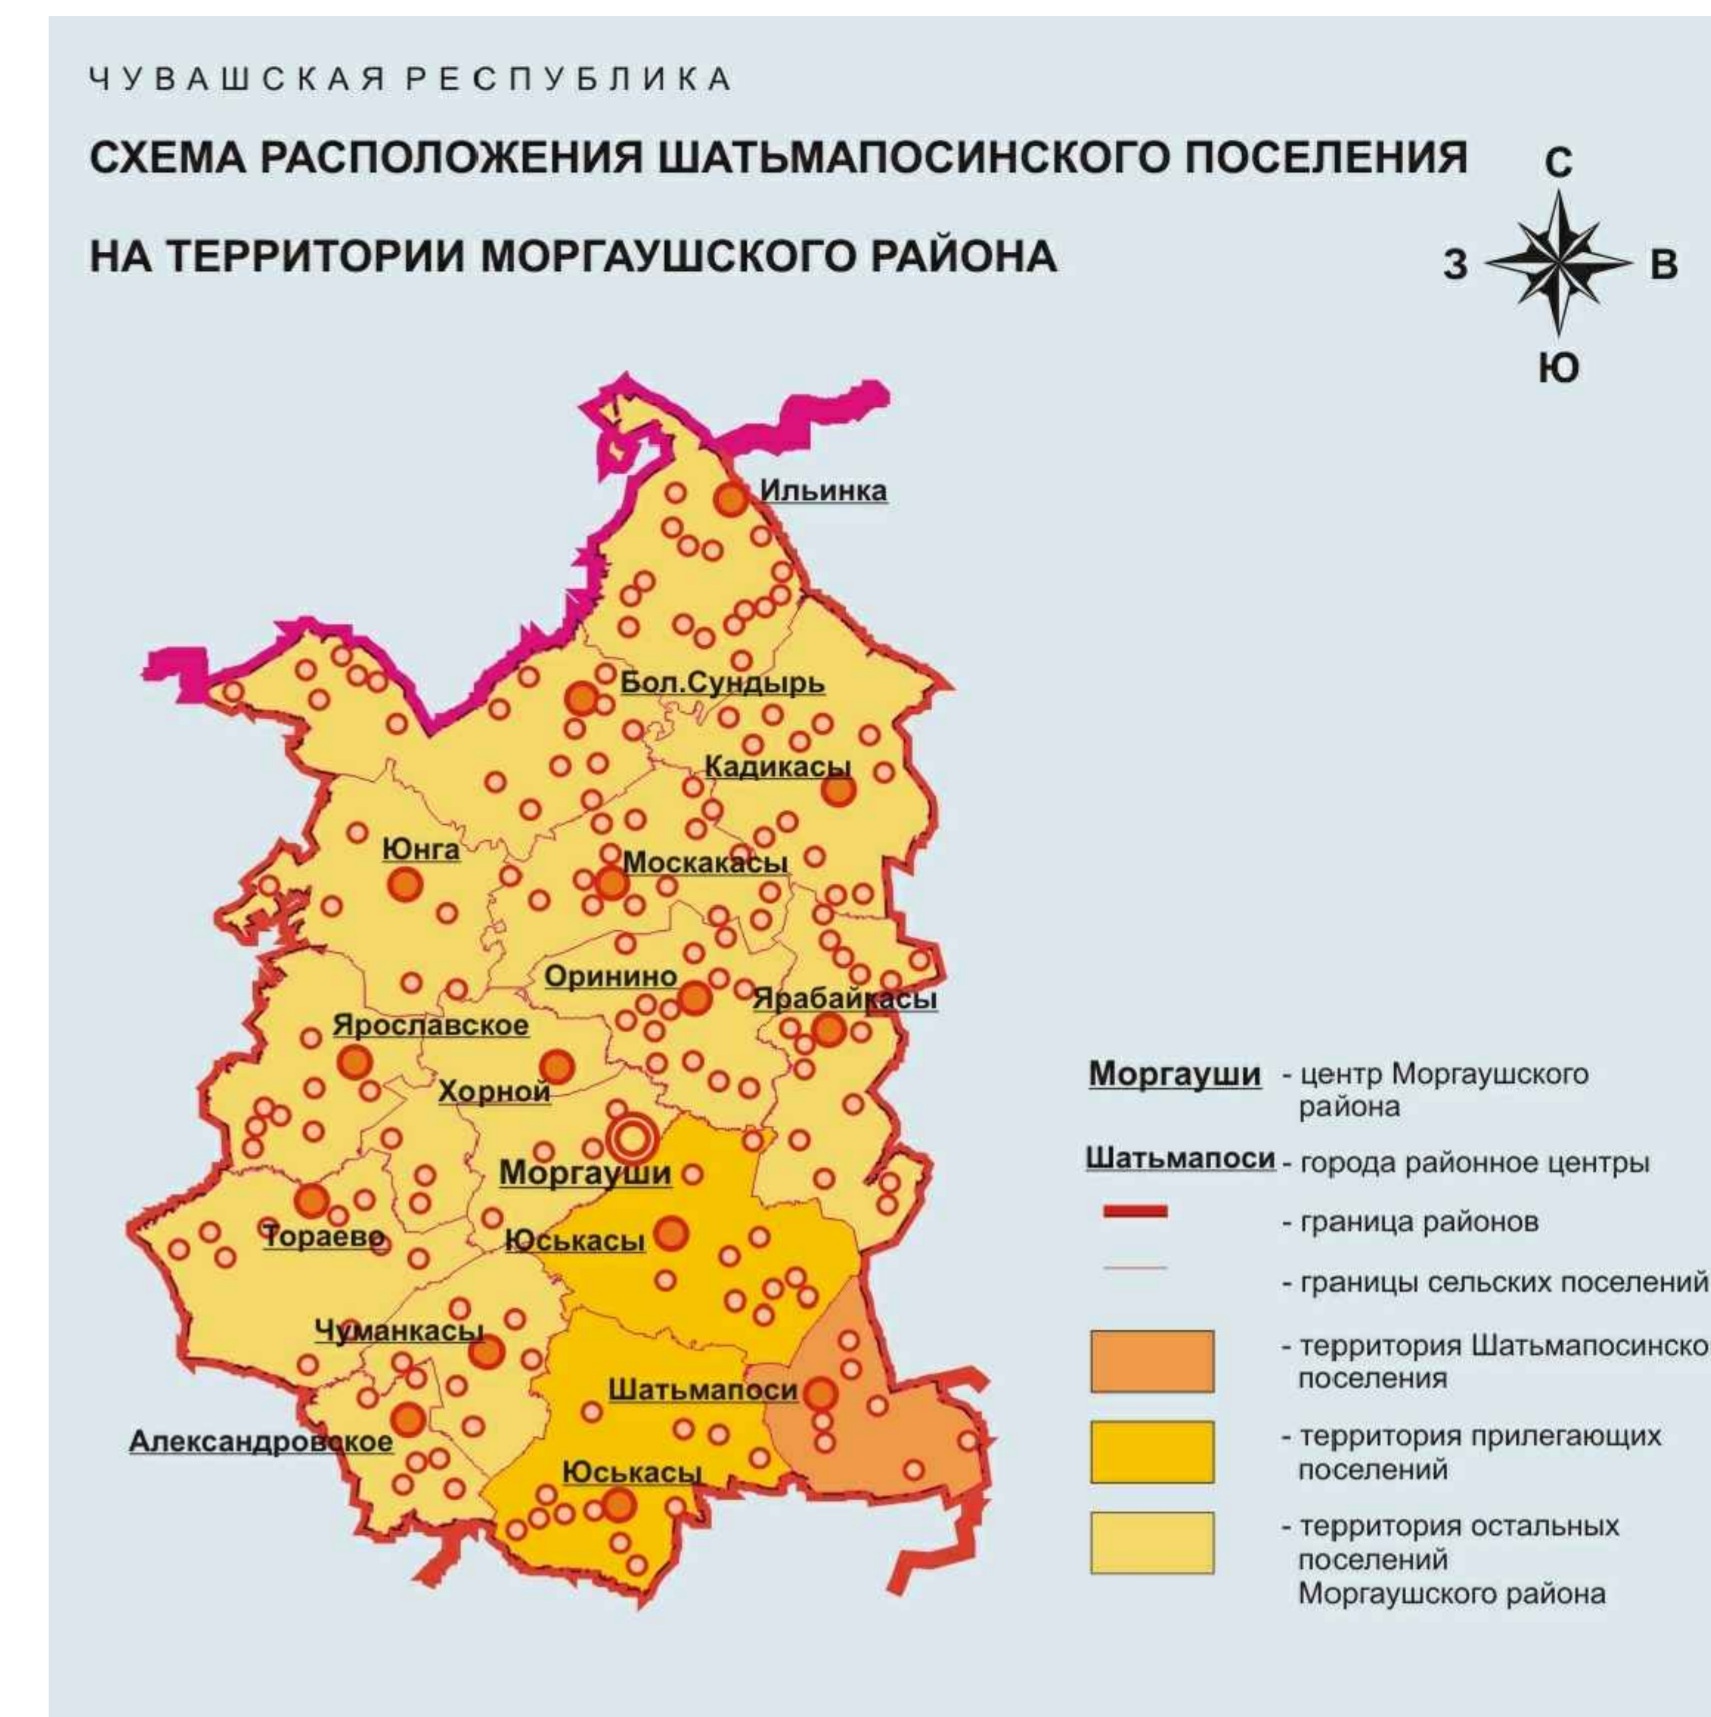 ЧУВАШСКАЯ РЕСПУБЛИКА
СХЕМА РАСПОЛОЖЕНИЯ ШАТЬМАПОСИНСКОГО ПОСЕЛЕНИЯ
НА ТЕРРИТОРИИ МОРГАУШСКОГО РАЙОНА
С
З
В
Ю
Ильинка
Бол.Сундырь
Кадикасы
Юнга
Москакасы
Оринино
Ярабайкасы
Ярославское
Хорной
Моргауши
Тораево
Юськасы
Чуманкасы
Шатьмапоси
Александровское
Юськасы
Моргауши - центр Моргаушского
района
Шатьмапоси - города районное центры
- граница районов
- границы сельских поселений
- территория Шатьмапосинско
поселения
- территория прилегающих
поселений
- территория остальных
поселений
Моргаушского района